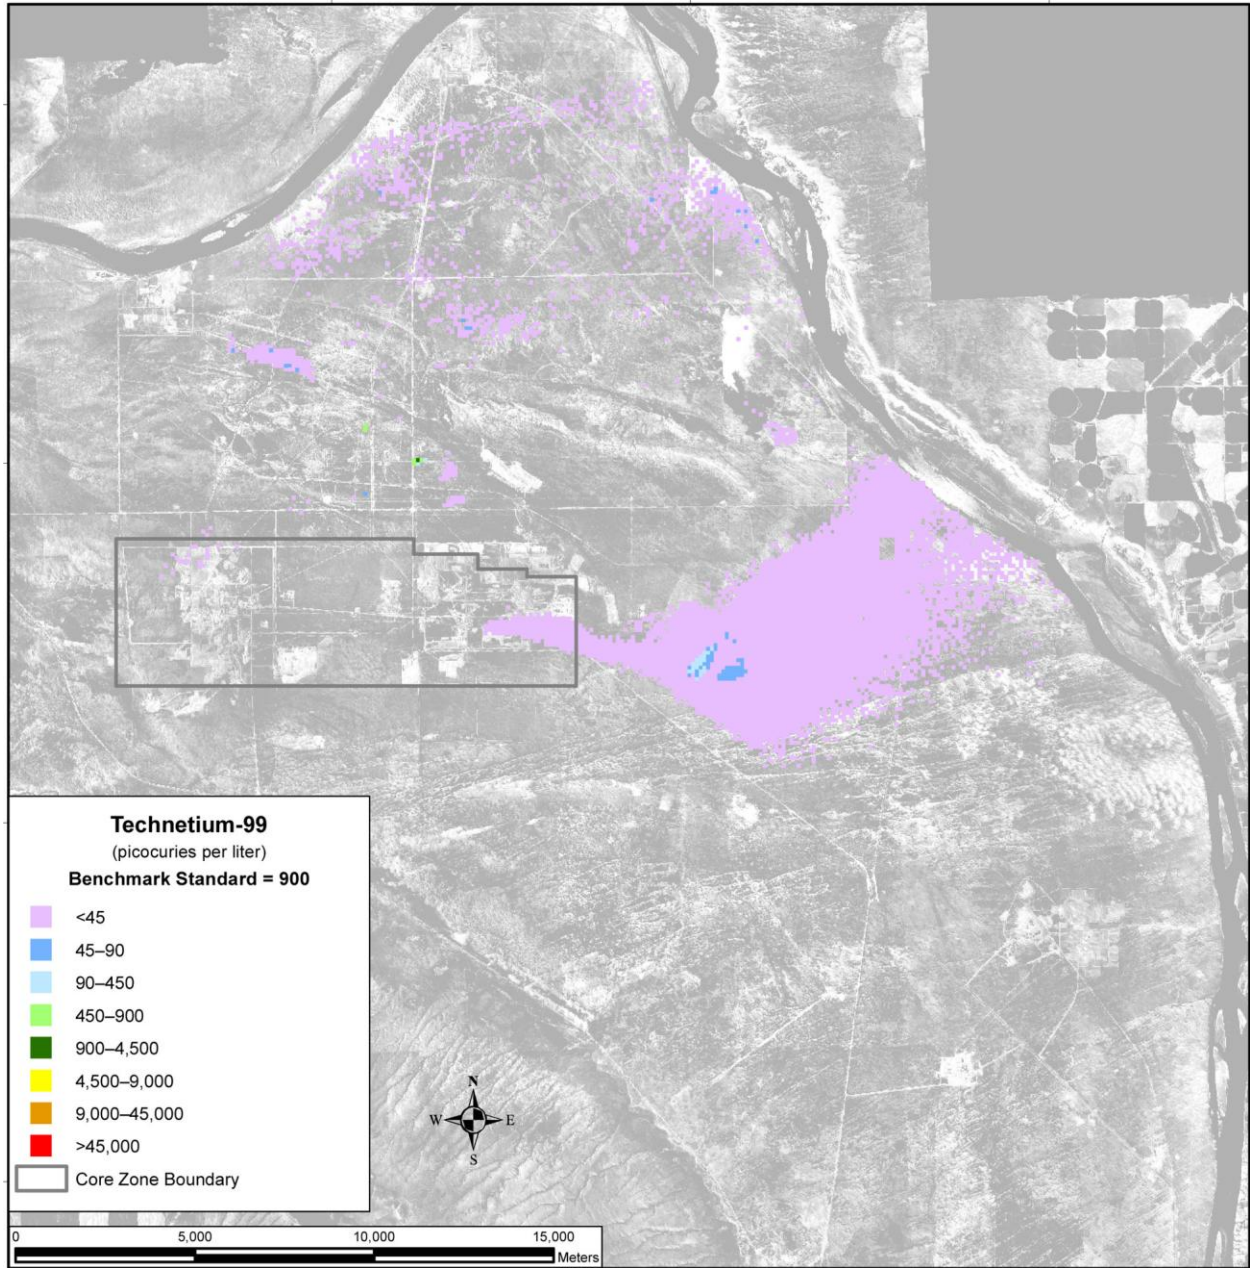 Technetium-99
(picocuries per liter)
Benchmark Standard = 900
<45
45–90
90–450
450–900
900–4,500
4,500–9,000
9,000–45,000
>45,000
Core Zone Boundary
N
W E
S
0 5,000 10,000 15,000
Meters